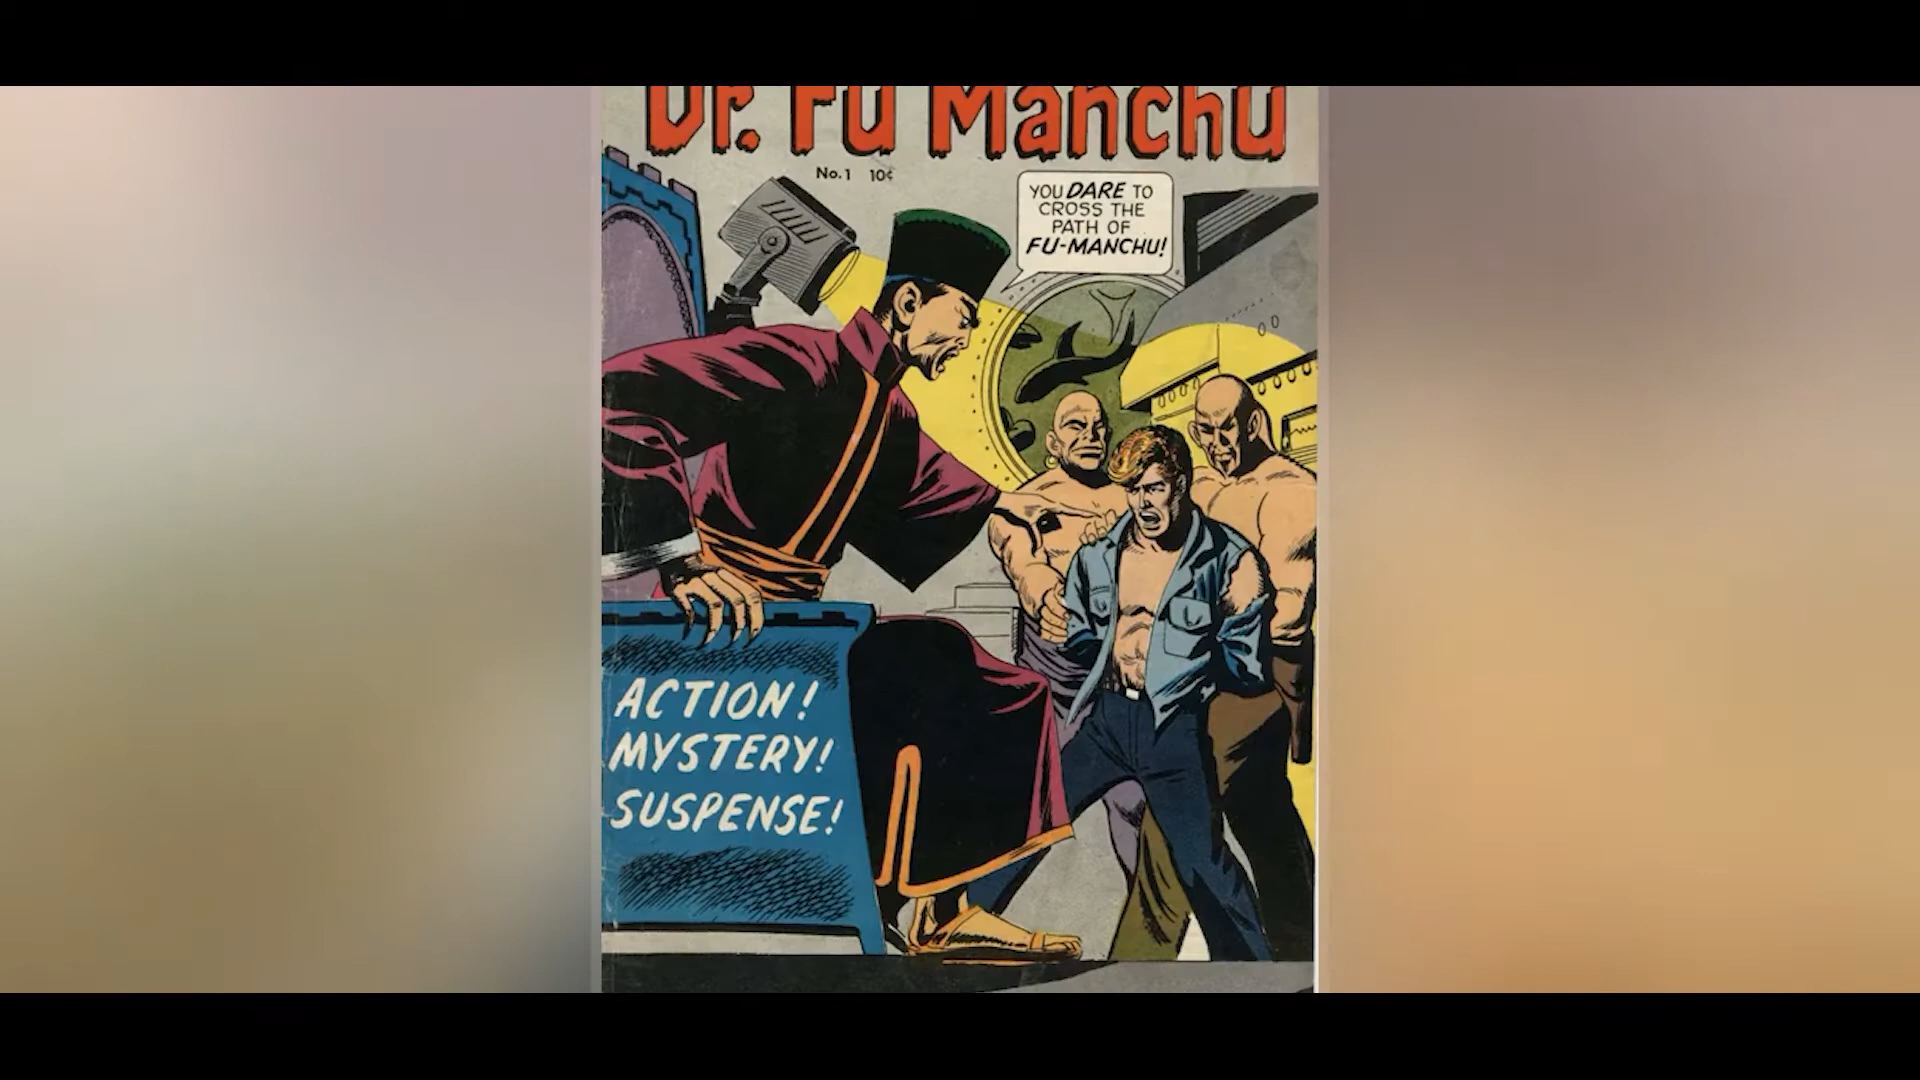 Dr. Fu Manchu
No.1 10¢
YOU DARE TO
CROSS THE
PATH OF
FU-MANCHU!
ACTION!
MYSTERY!
SUSPENSE!